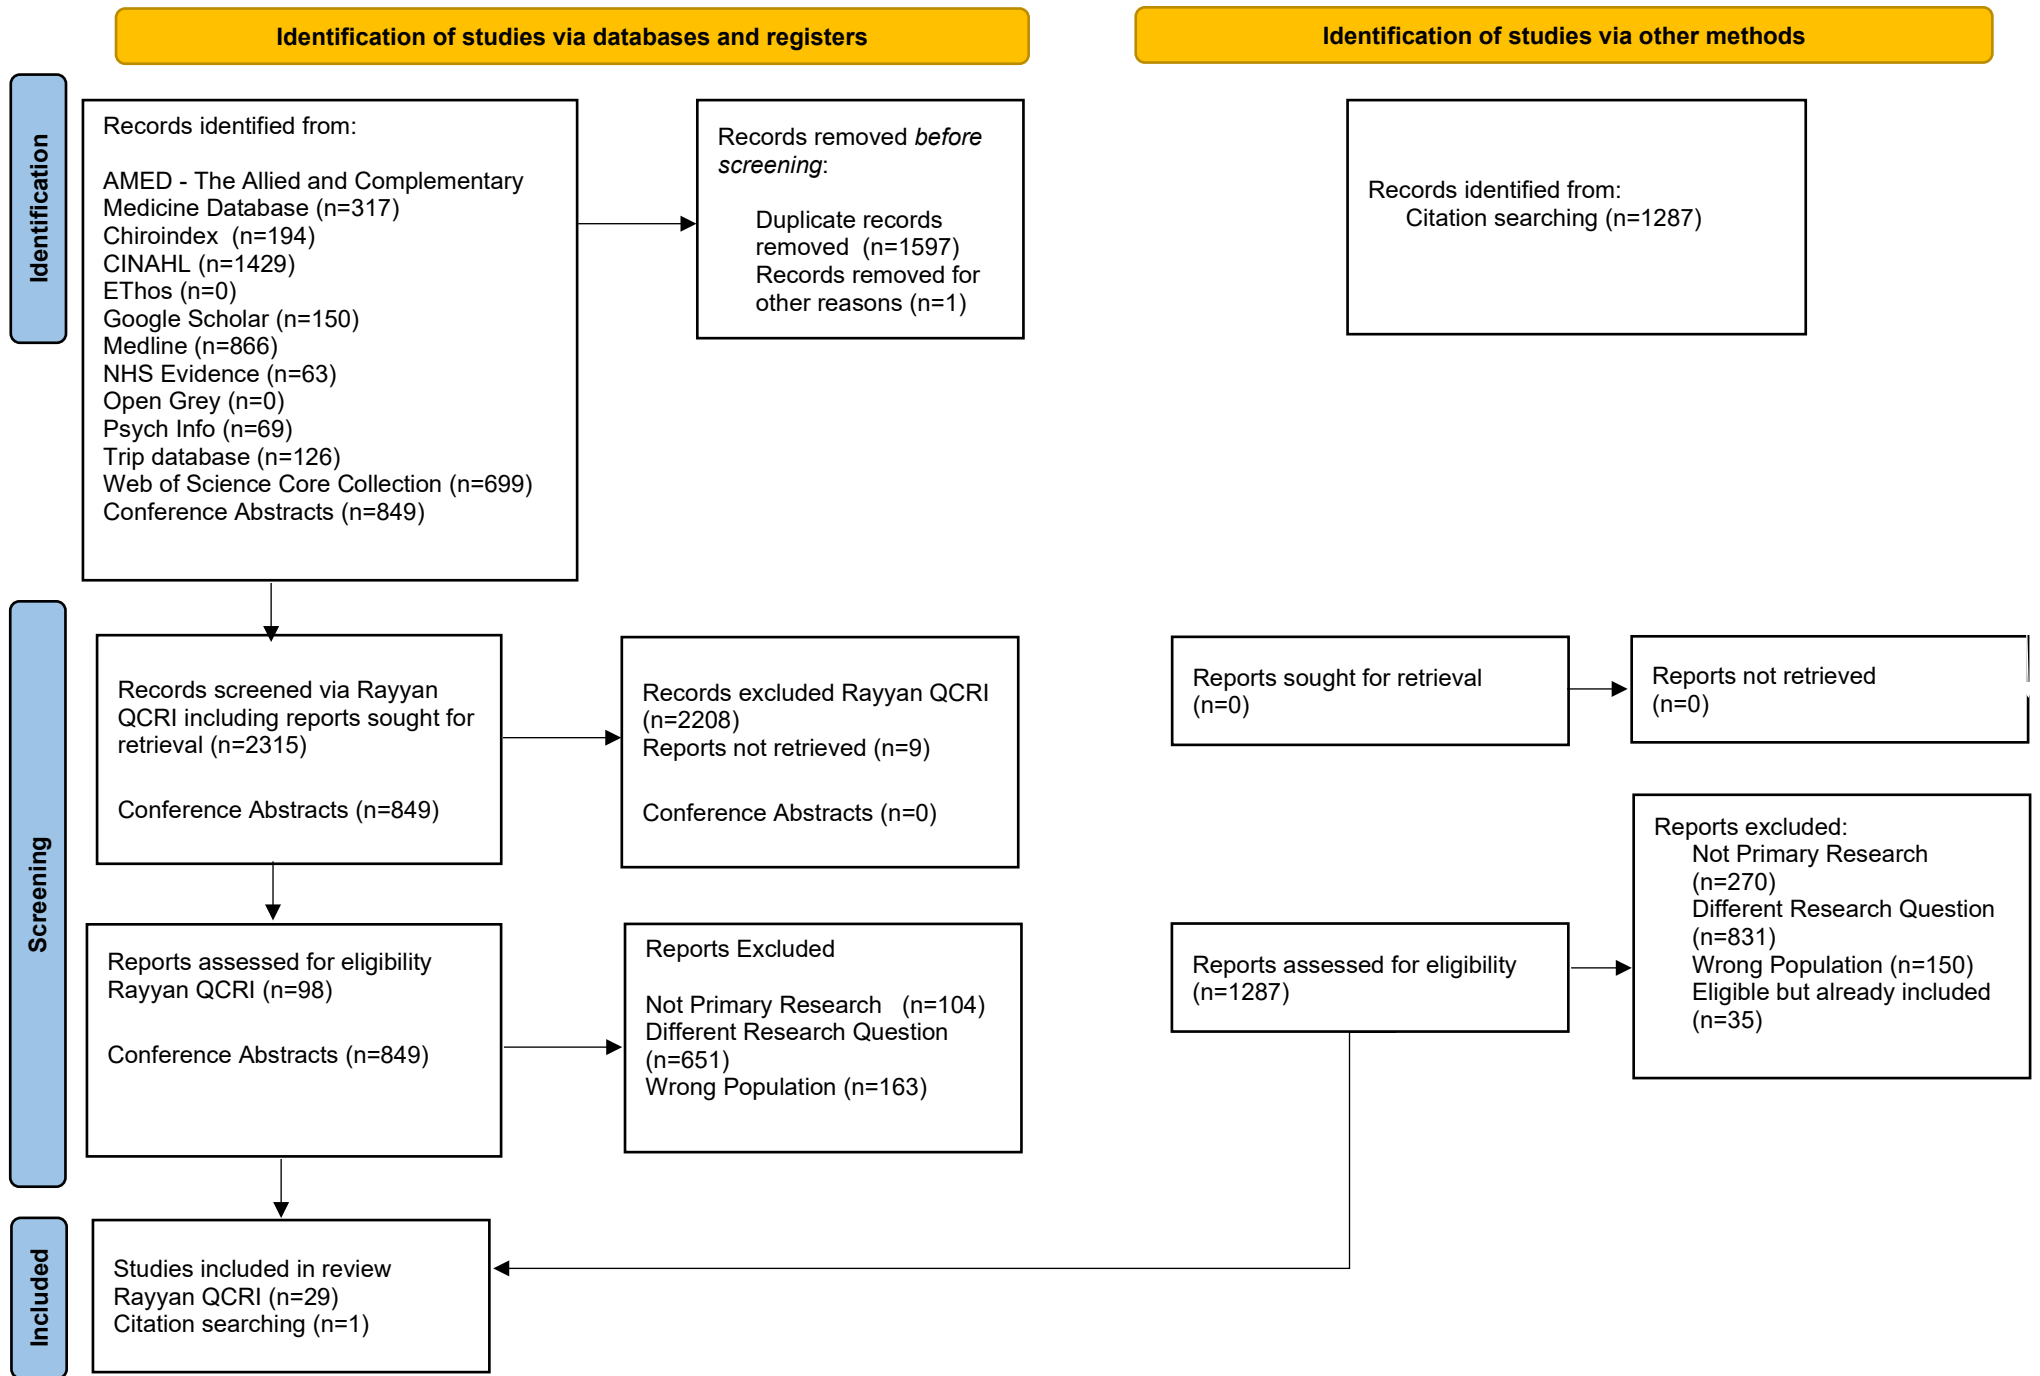 Identification of studies via databases and registers
Identification of studies via other methods
Identification
Records identified from:
AMED - The Allied and Complementary
Medicine Database (n=317)
Chiroindex  (n=194)
CINAHL (n=1429)
EThos (n=0)
Google Scholar (n=150)
Medline (n=866)
NHS Evidence (n=63)
Open Grey (n=0)
Psych Info (n=69)
Trip database (n=126)
Web of Science Core Collection (n=699)
Conference Abstracts (n=849)
Records removed before
screening:
Duplicate records
removed  (n=1597)
Records removed for
other reasons (n=1)
Records identified from:
Citation searching (n=1287)
Screening
Records screened via Rayyan
QCRI including reports sought for
retrieval (n=2315)
Conference Abstracts (n=849)
Records excluded Rayyan QCRI
(n=2208)
Reports not retrieved (n=9)
Conference Abstracts (n=0)
Reports sought for retrieval
(n=0)
Reports not retrieved
(n=0)
Reports assessed for eligibility
Rayyan QCRI (n=98)
Conference Abstracts (n=849)
Reports Excluded
Not Primary Research   (n=104)
Different Research Question
(n=651)
Wrong Population (n=163)
Reports assessed for eligibility
(n=1287)
Reports excluded:
Not Primary Research
(n=270)
Different Research Question
(n=831)
Wrong Population (n=150)
Eligible but already included
(n=35)
Included
Studies included in review
Rayyan QCRI (n=29)
Citation searching (n=1)